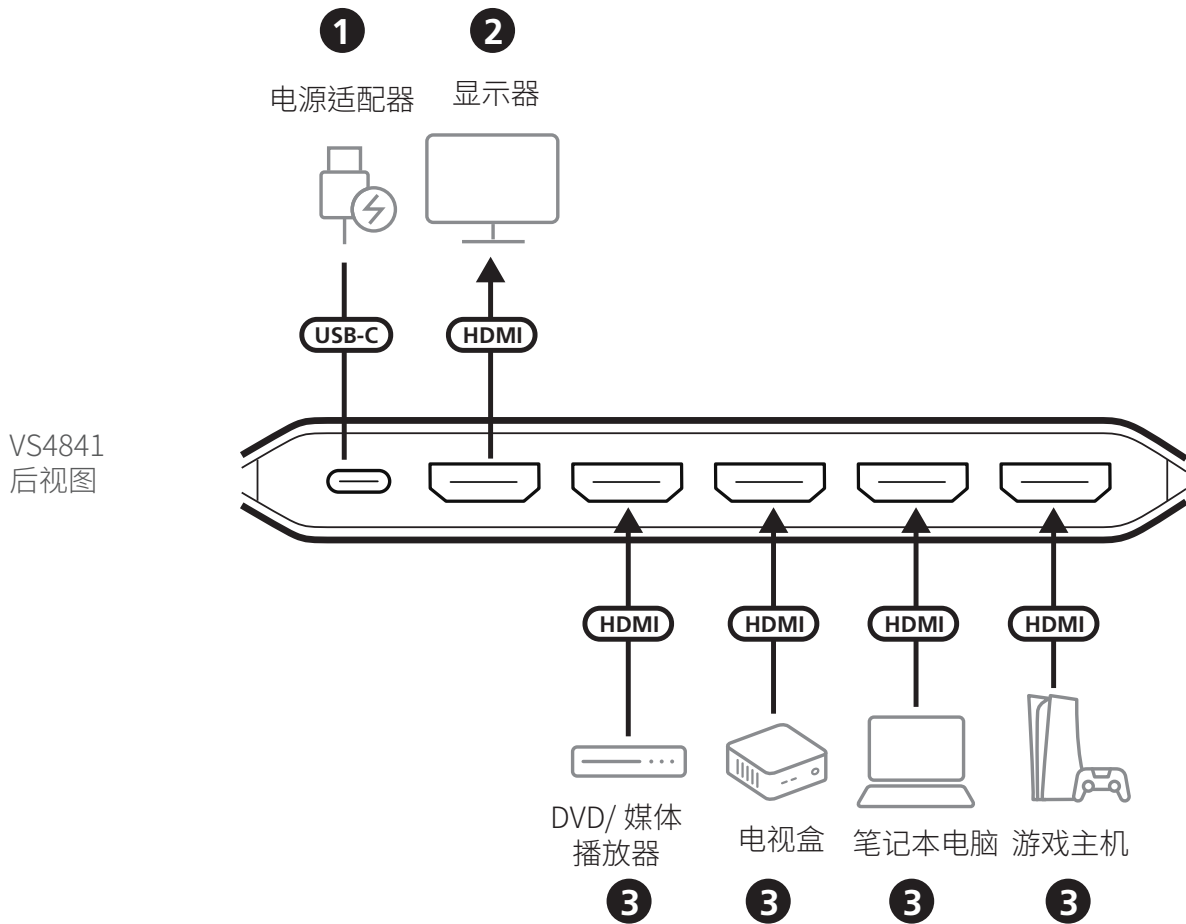 1
2
电源适配器
显示器
USB-C
HDMI
VS4841
后视图
HDMI
HDMI
HDMI
HDMI
DVD/ 媒体
播放器
电视盒
笔记本电脑
游戏主机
3
3
3
3